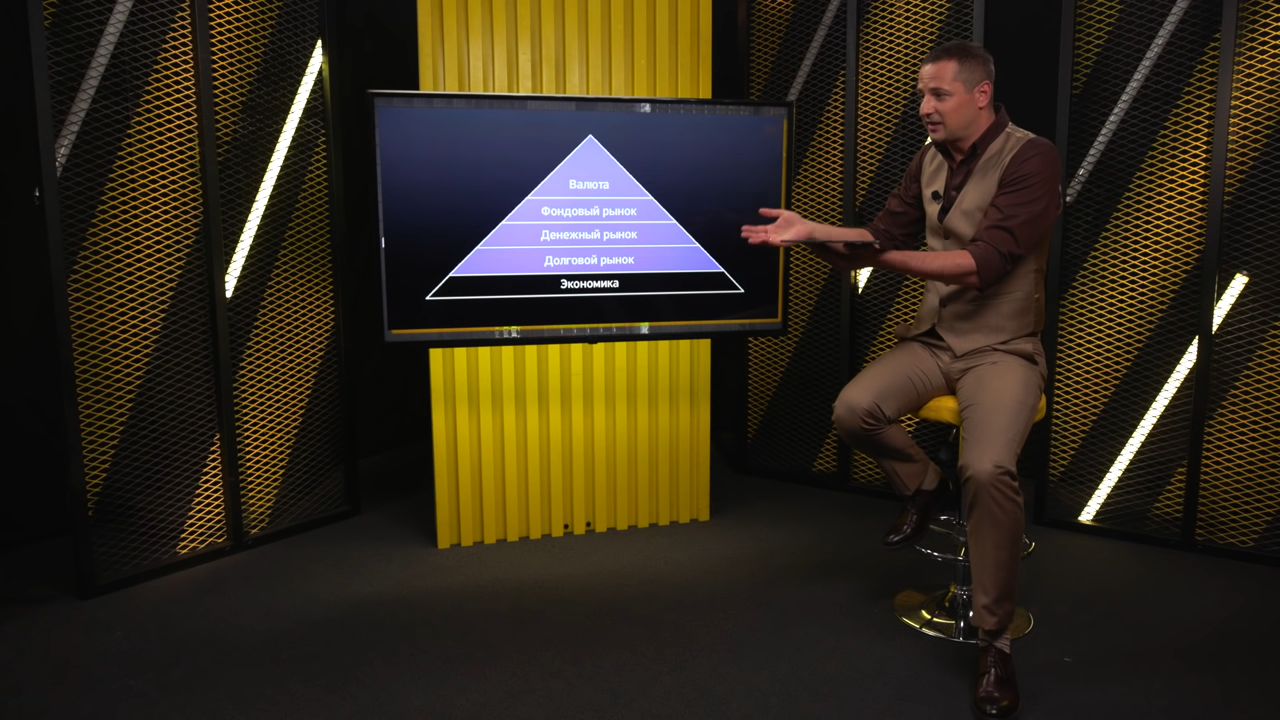 Валюта
Фондовый рынок
Денежный рынок
Долговой рынок
Экономика